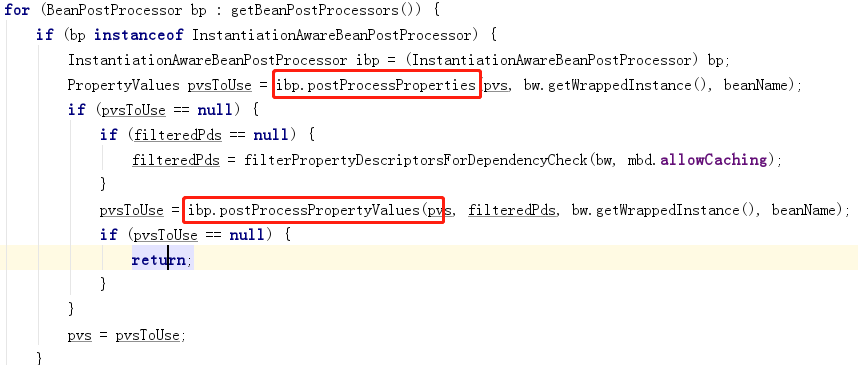 for (BeanPostProcessor bp : getBeanPostProcessors()) {
if (bp instanceof InstantiationAwareBeanPostProcessor) {
InstantiationAwareBeanPostProcessor ibp = (InstantiationAwareBeanPostProcessor) bp;
PropertyValues pvsToUse = ibp.postProcessProperties(pvs, bw.getWrappedInstance(), beanName);
if (pvsToUse == null) {
if (filteredPds == null) {
filteredPds = filterPropertyDescriptorsForDependencyCheck(bw, mbd.allowCaching);
}
pvsToUse = ibp.postProcessPropertyValues(pvs, filteredPds, bw.getWrappedInstance(), beanName);
if (pvsToUse == null) {
return;
}
}
pvs = pvsToUse;
}